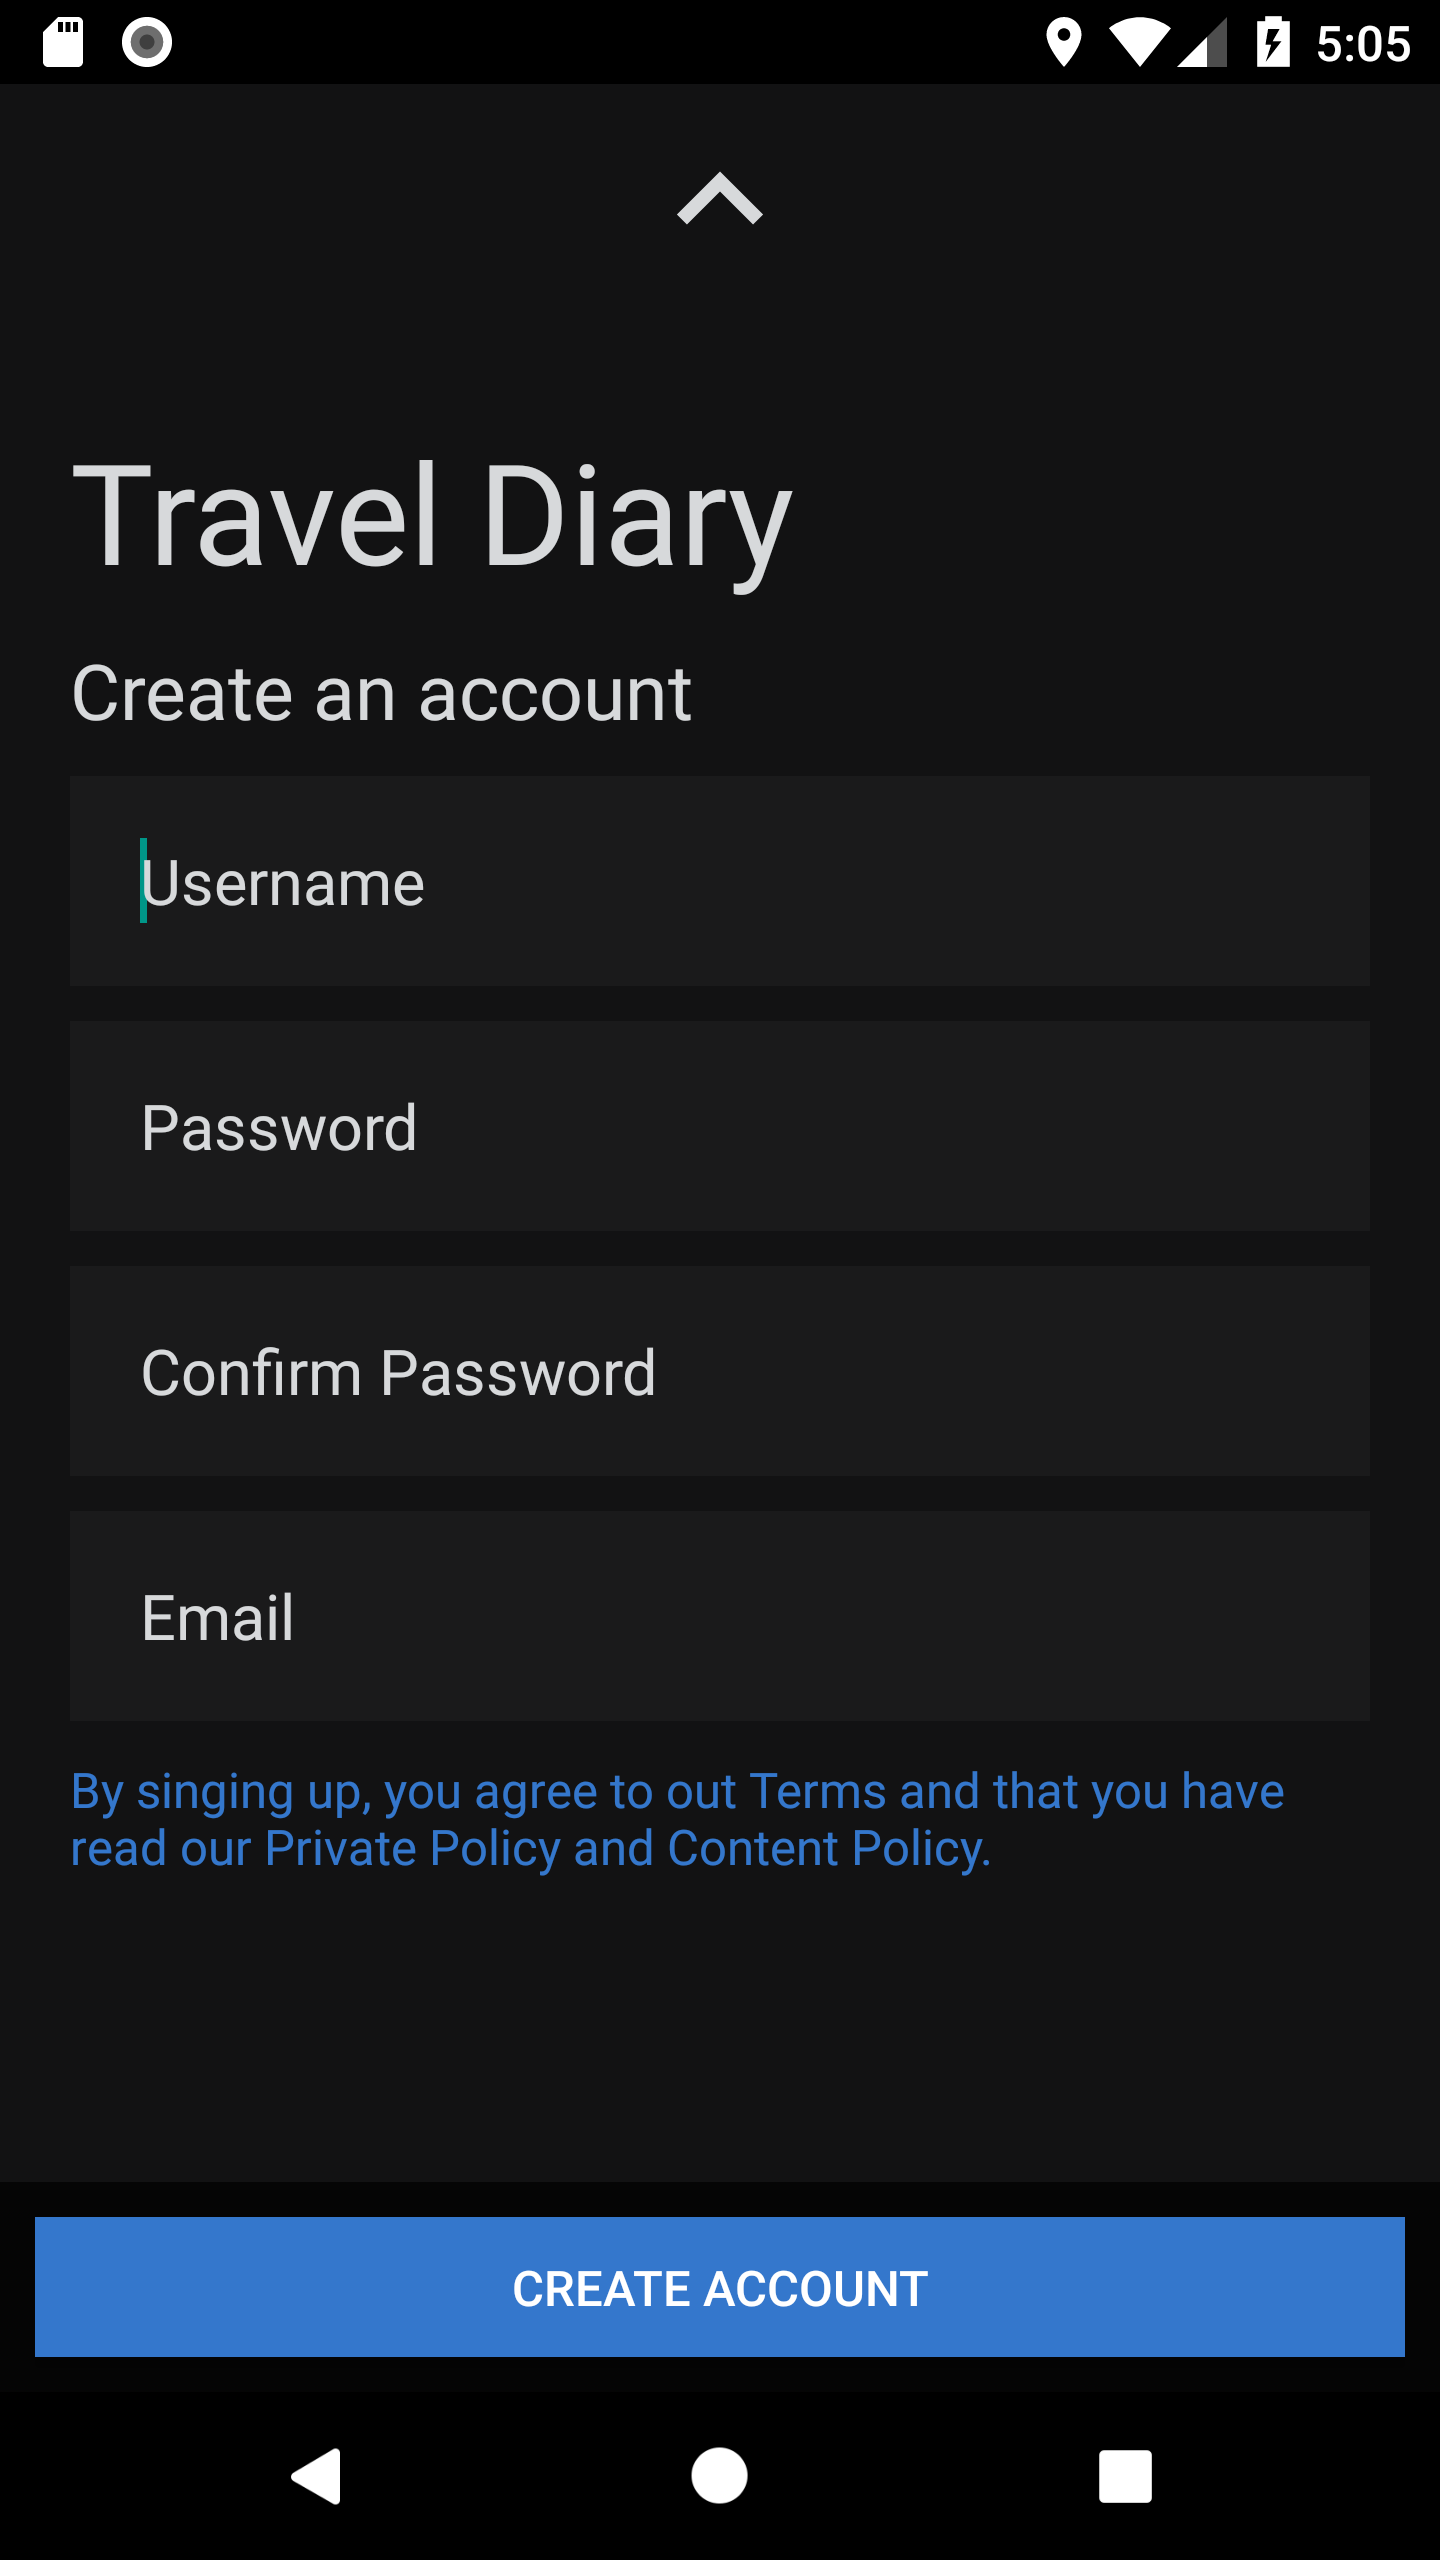 5:05
Travel Diary
Create an account
Username
Password
Confirm Password
Email
By singing up, you agree to out Terms and that you have
read our Private Policy and Content Policy.
CREATE ACCOUNT